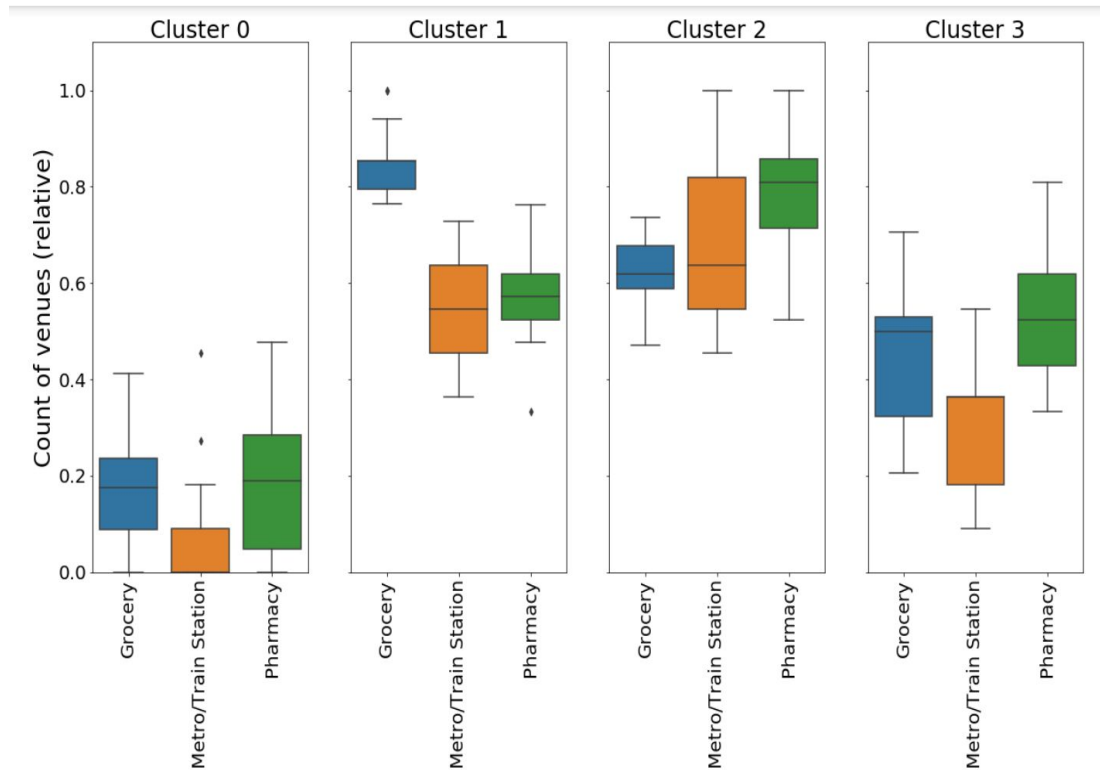 Cluster 0
Cluster 1
Cluster 2
Cluster 3
Count of venues (relative)
1.0
0.8
0.6
0.4
0.2
0.0
Grocery
Metro/Train Station
Pharmacy
Grocery
Metro/Train Station
Pharmacy
Grocery
Metro/Train Station
Pharmacy
Grocery
Metro/Train Station
Pharmacy